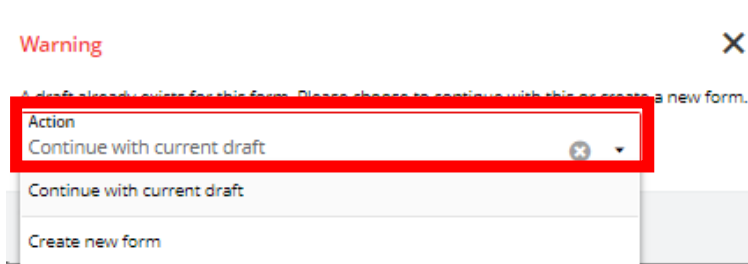 Warning
A draft already exists for this form. Please choose to continue with this or create a new form.
Action
Continue with current draft
Continue with current draft
Create new form